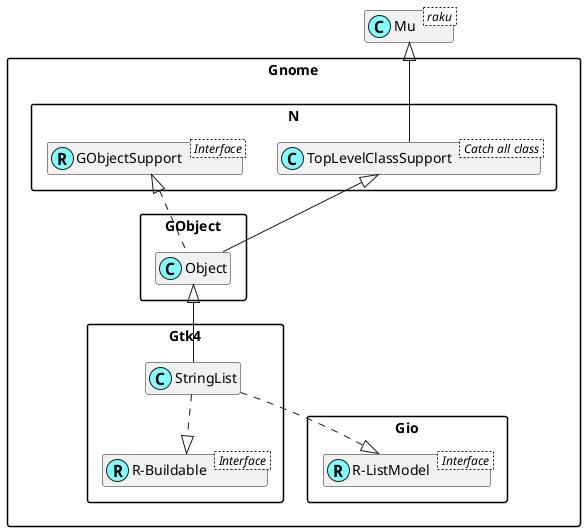 C Mu raku
Gnome
N
R GObjectSupport Interface
C TopLevelClassSupport Catch all class
GObject
C Object
Gtk4
C StringList
Gio
R R-Buildable Interface
R R-ListModel Interface